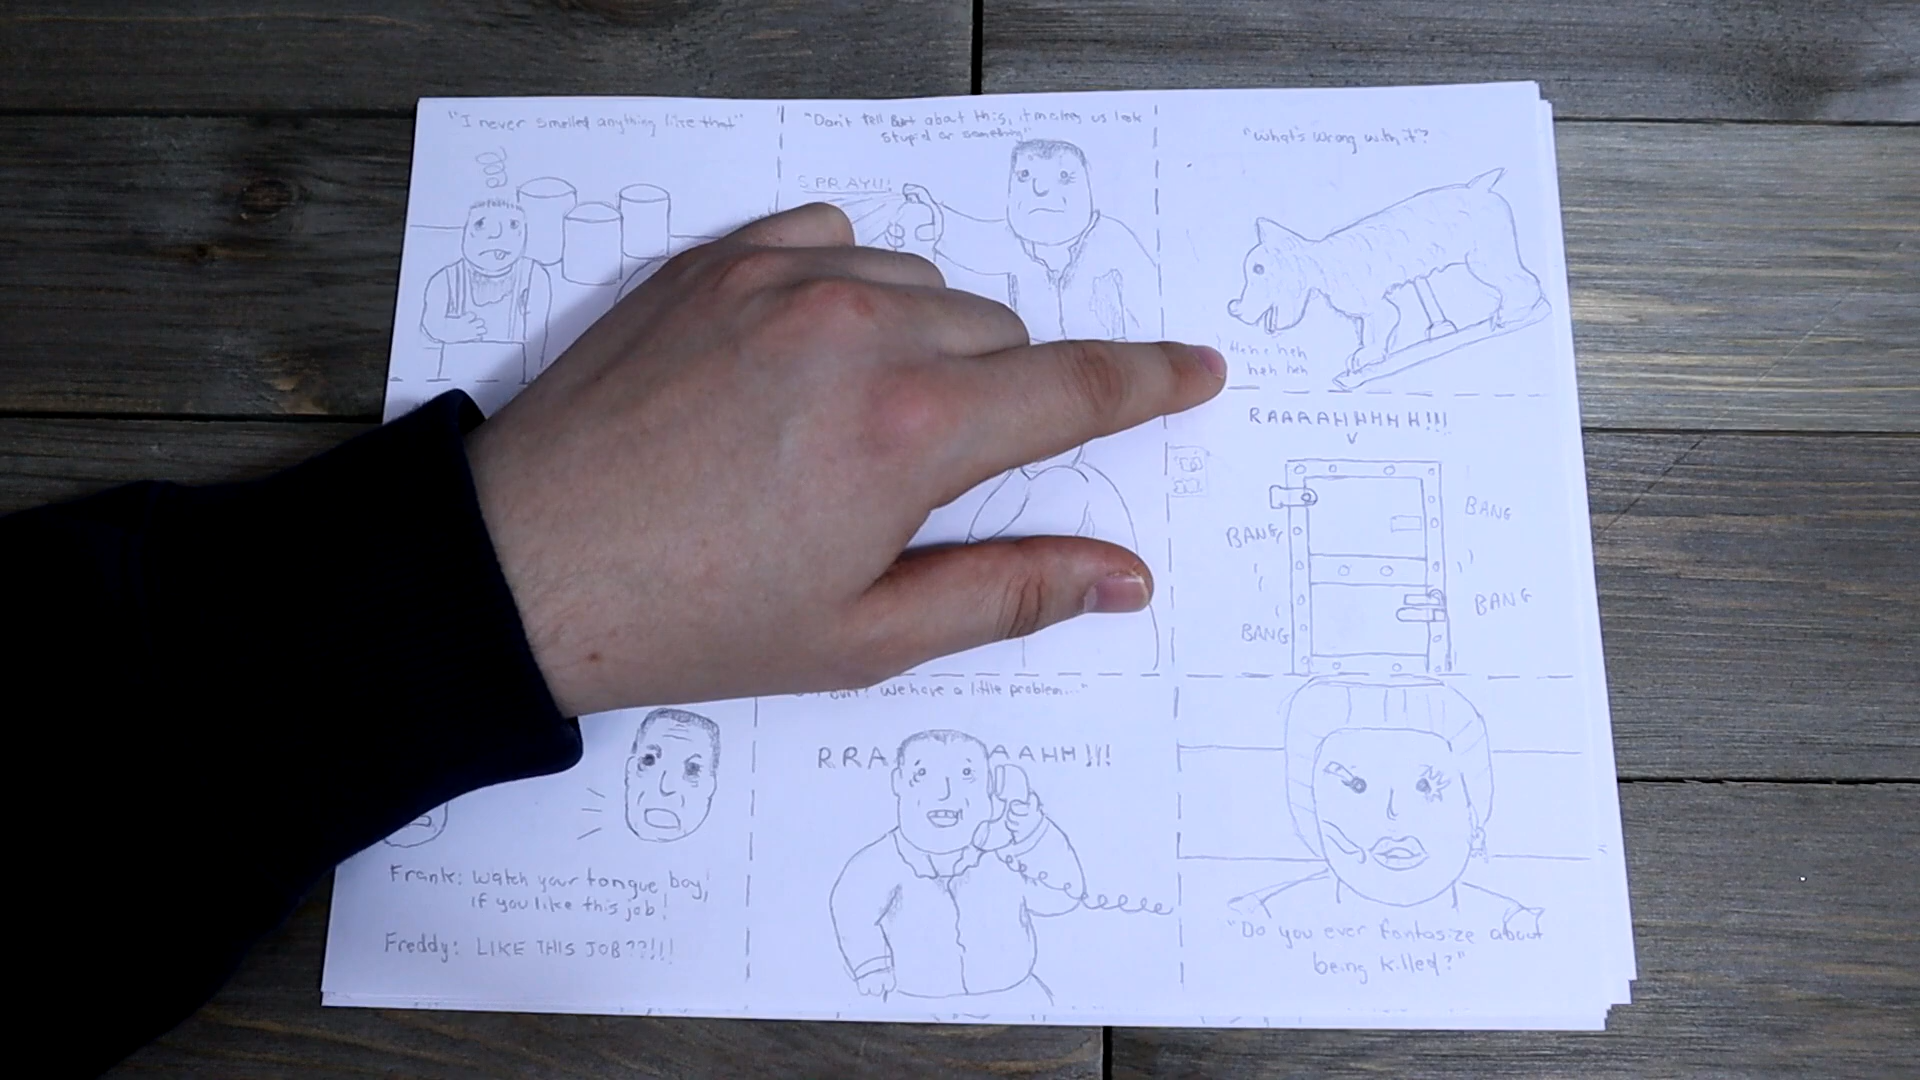 "I never smelled anything like that"
"Don't tell Burt about this, it makes us look
stupid or something"
SPRAY!!!
"What's wrong with it"?
Heh heh
heh heh
RAAAAHHHHH!!!
BANG
BANG
BANG
BANG
We have a little problem..."
RRA AAHH!!!
Frank: Watch your tongue boy,
if you like this job!
Freddy: LIKE THIS JOB??!!!
"Do you ever fantasize about
being killed?"